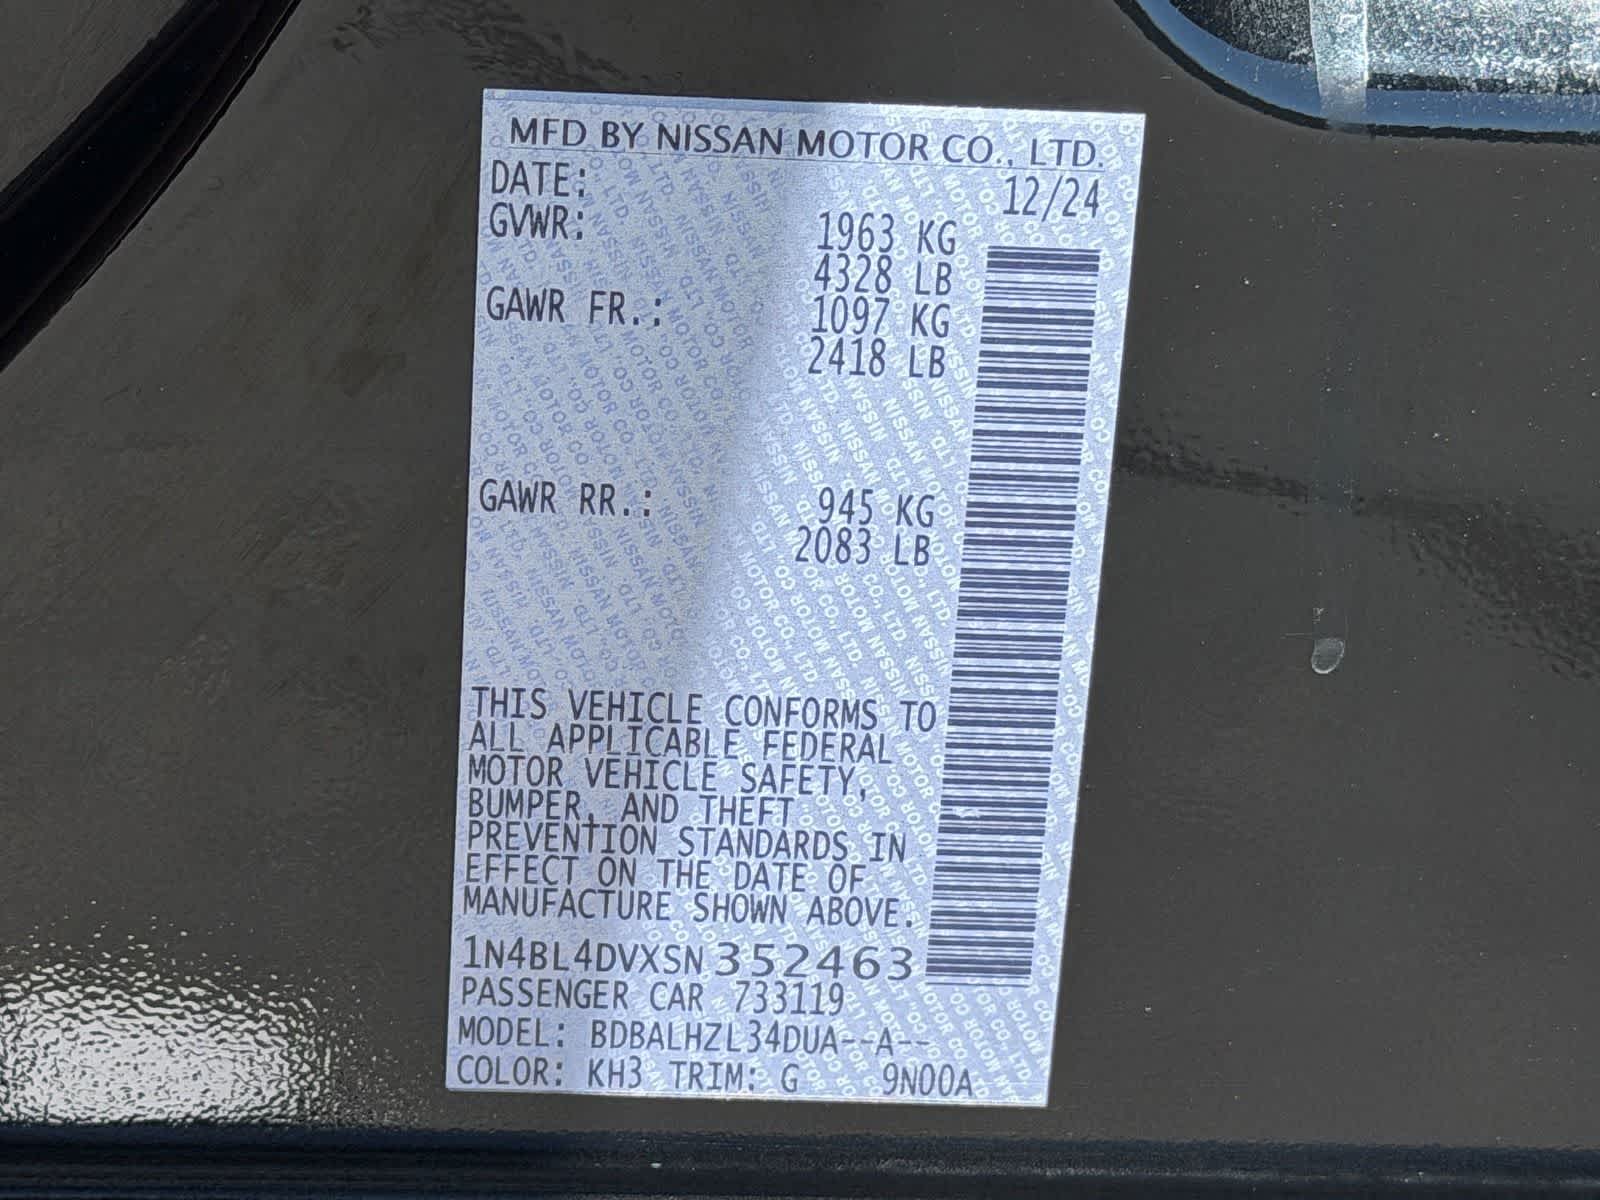 MFD BY NISSAN MOTOR CO., LTD.
DATE: 12/24
GVWR: 1963 KG
4328 LB
GAWR FR.: 1097 KG
2418 LB
GAWR RR.: 945 KG
2083 LB
THIS VEHICLE CONFORMS TO
ALL APPLICABLE FEDERAL
MOTOR VEHICLE SAFETY,
BUMPER, AND THEFT
PREVENTION STANDARDS IN
EFFECT ON THE DATE OF
MANUFACTURE SHOWN ABOVE.
1N4BL4DVXSN352463
PASSENGER CAR 733119
MODEL: BDBALHZL34DUA--A--
COLOR: KH3 TRIM: G 9N00A